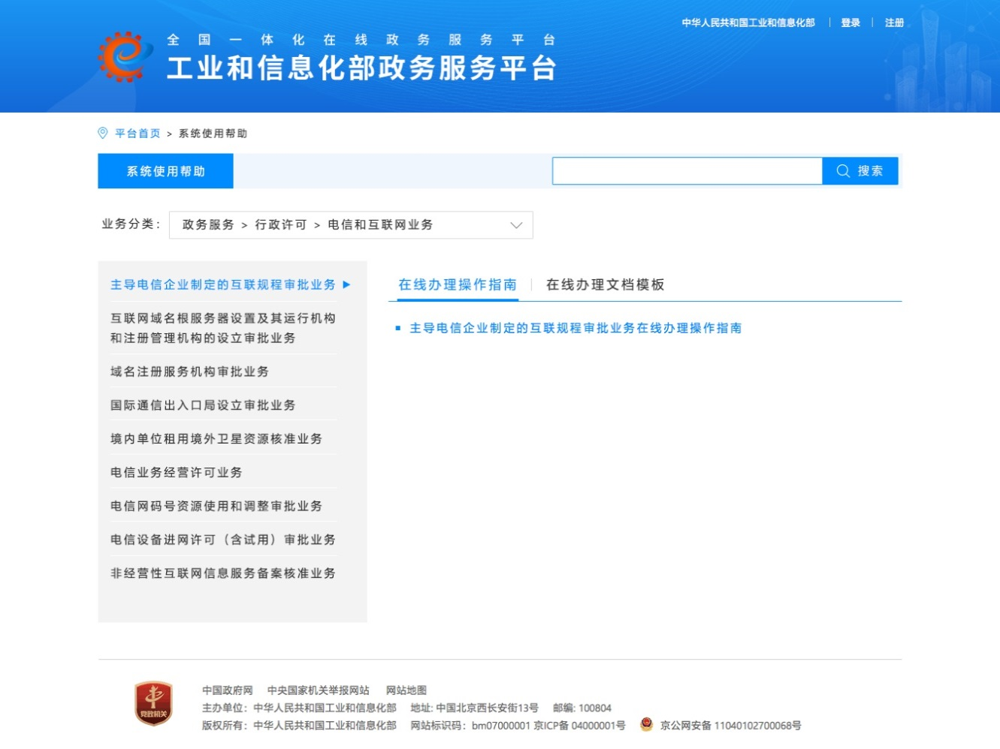 中华人民共和国工业和信息化部 | 登录 | 注册
全国一体化在线政务服务平台
工业和信息化部政务服务平台
平台首页 > 系统使用帮助
系统使用帮助
搜索
业务分类：
政务服务 > 行政许可 > 电信和互联网业务
主导电信企业制定的互联规程审批业务
互联网域名根服务器设置及其运行机构
和注册管理机构的设立审批业务
域名注册服务机构审批业务
国际通信出入口局设立审批业务
境内单位租用境外卫星资源核准业务
电信业务经营许可业务
电信网码号资源使用和调整审批业务
电信设备进网许可（含试用）审批业务
非经营性互联网信息服务备案核准业务
在线办理操作指南 | 在线办理文档模板
主导电信企业制定的互联规程审批业务在线办理操作指南
党政机关
中国政府网 中央国家机关举报网站 网站地图
主办单位：中华人民共和国工业和信息化部 地址: 中国北京西长安街13号 邮编: 100804
版权所有：中华人民共和国工业和信息化部 网站标识码：bm07000001 京ICP备 04000001号 京公网安备 11040102700068号